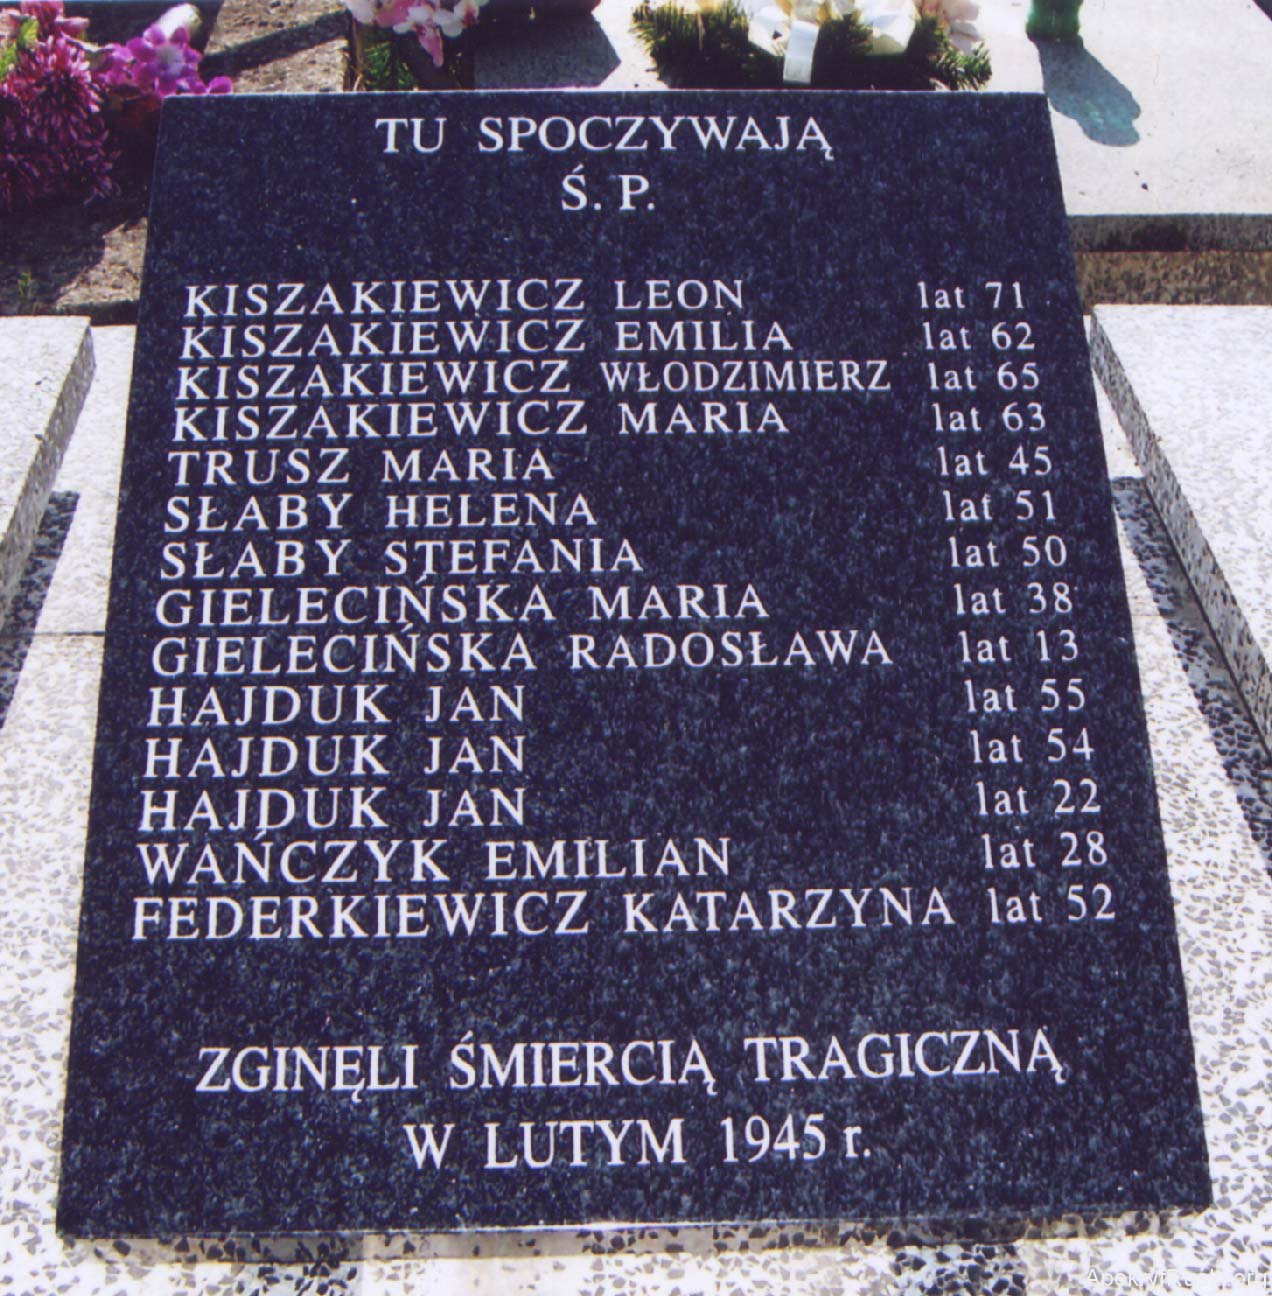 TU SPOCZYWAJĄ
Ś. P.
KISZAKIEWICZ LEON lat 71
KISZAKIEWICZ EMILIA lat 62
KISZAKIEWICZ WŁODZIMIERZ lat 65
KISZAKIEWICZ MARIA lat 63
TRUSZ MARIA lat 45
SŁABY HELENA lat 51
SŁABY STEFANIA lat 50
GIELECIŃSKA MARIA lat 38
GIELECIŃSKA RADOSŁAWA lat 13
HAJDUK JAN lat 55
HAJDUK JAN lat 54
HAJDUK JAN lat 22
WAŃCZYK EMILIAN lat 28
FEDERKIEWICZ KATARZYNA lat 52
ZGINĘLI ŚMIERCIĄ TRAGICZNĄ
W LUTYM 1945 r.